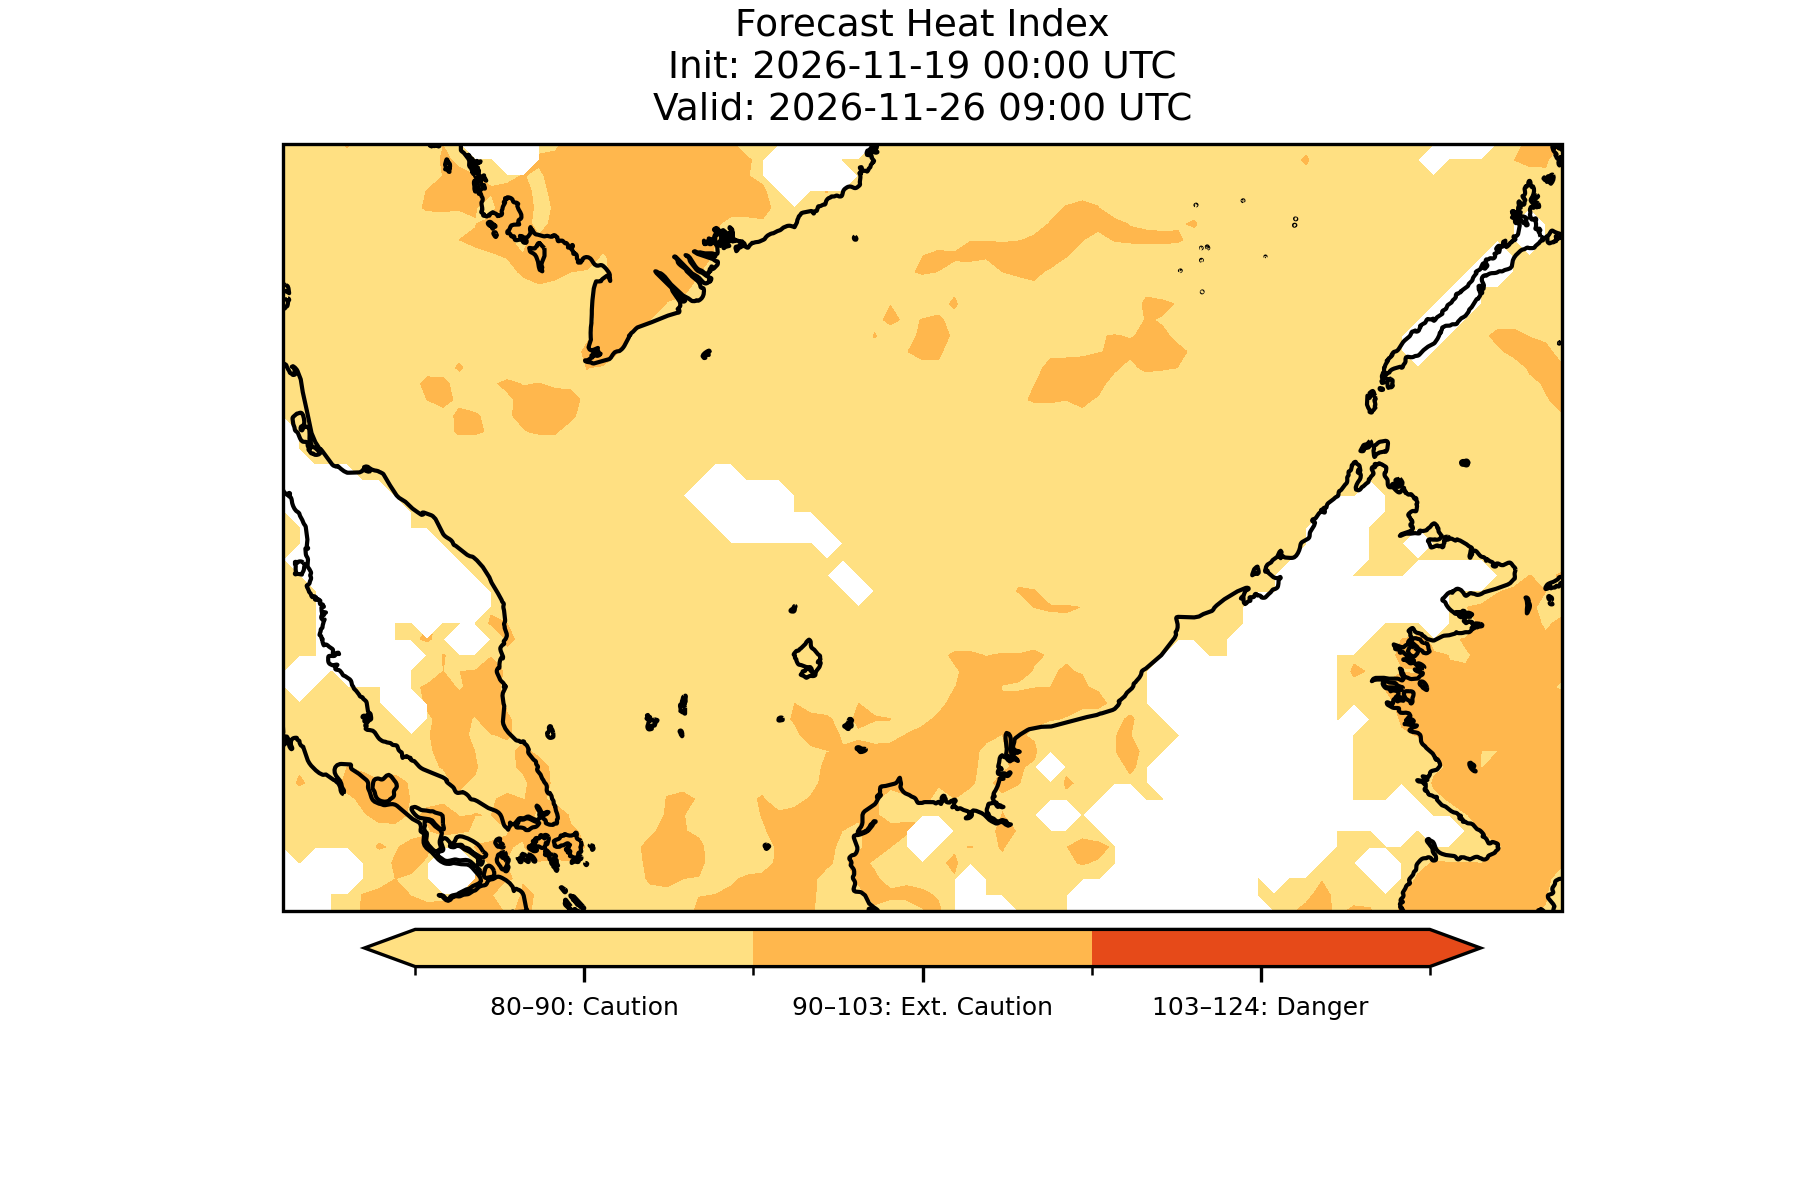 Forecast Heat Index
Init: 2026-11-19 00:00 UTC
Valid: 2026-11-26 09:00 UTC
80–90: Caution
90–103: Ext. Caution
103–124: Danger